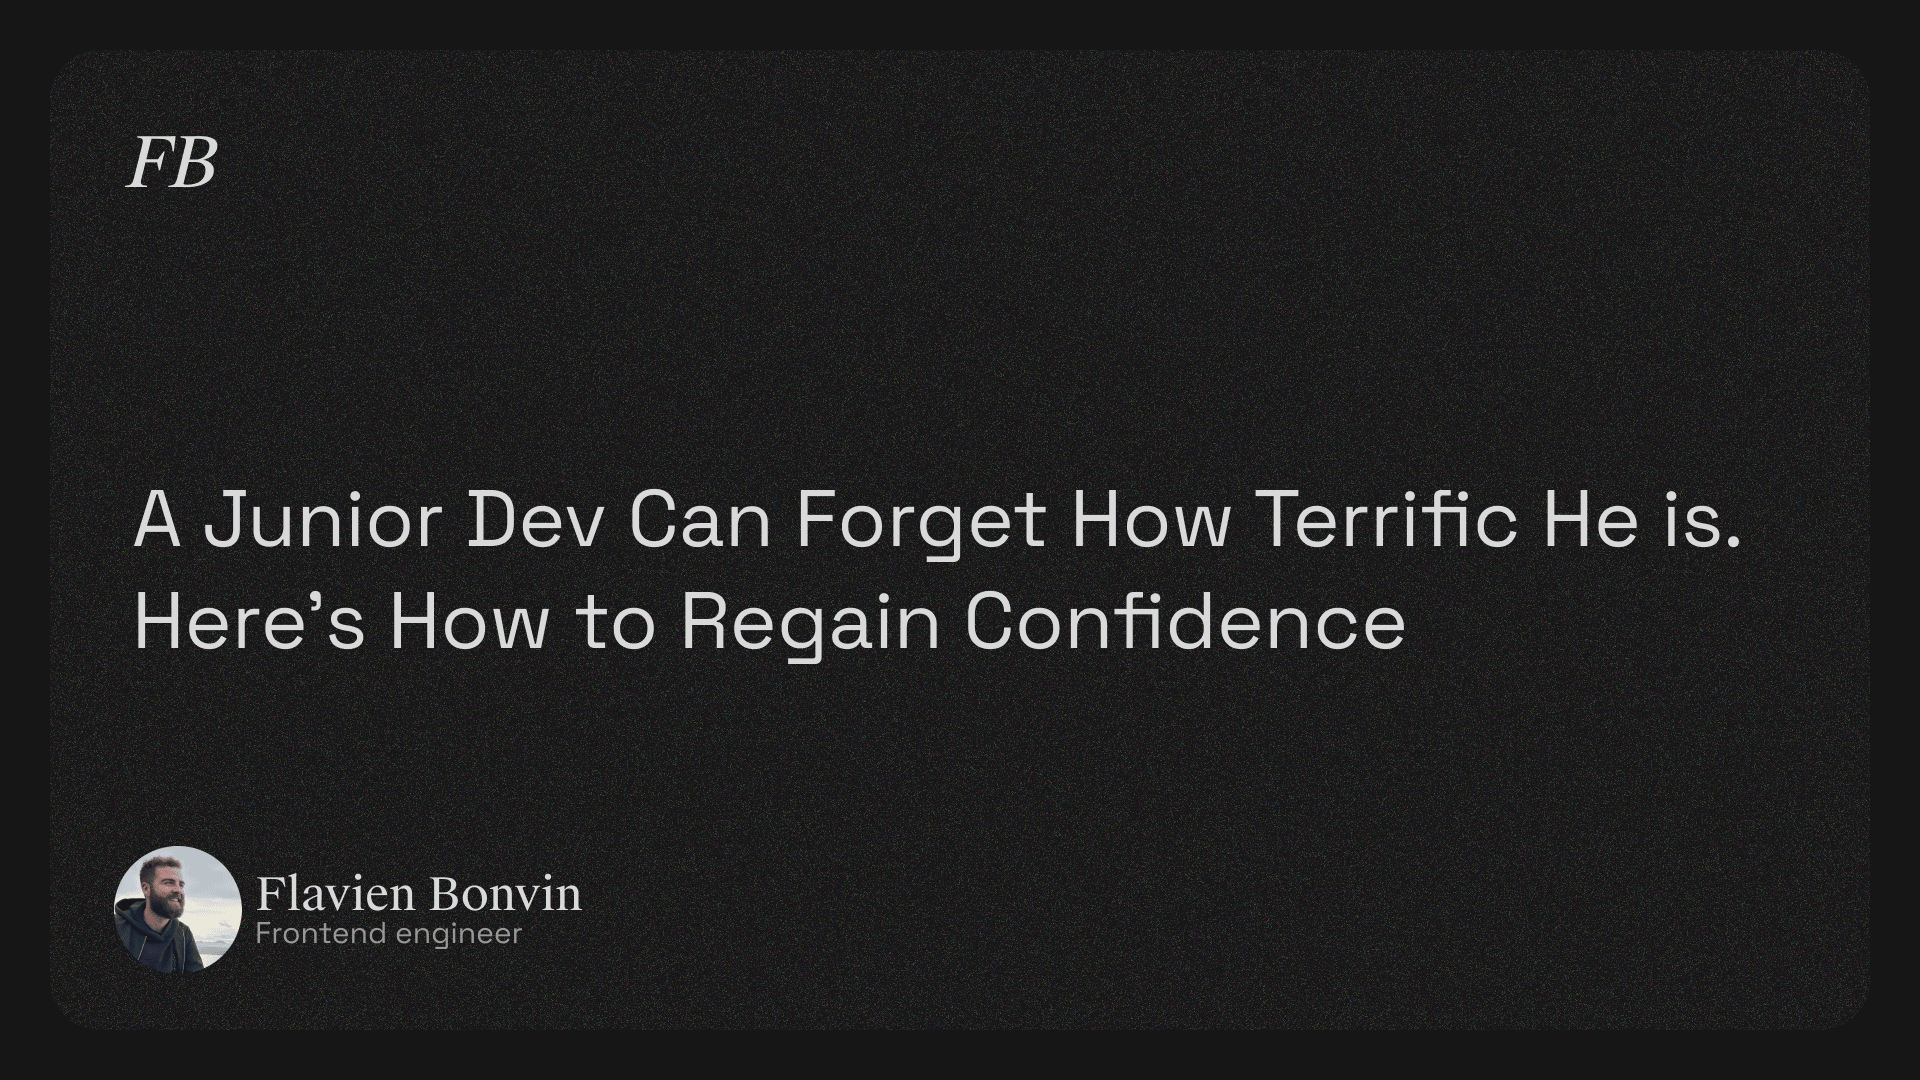 FB
A Junior Dev Can Forget How Terrific He is.
Here’s How to Regain Confidence
Flavien Bonvin
Frontend engineer